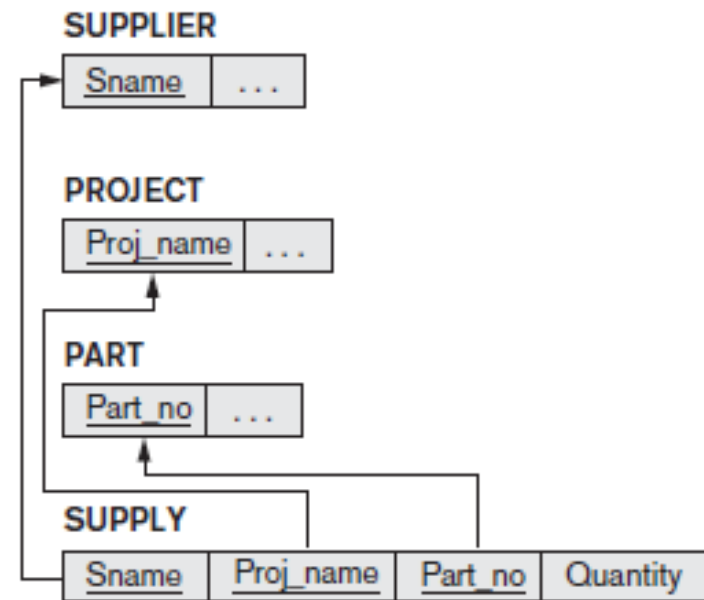 SUPPLIER
Sname ...
PROJECT
Proj_name ...
PART
Part_no ...
SUPPLY
Sname Proj_name Part_no Quantity